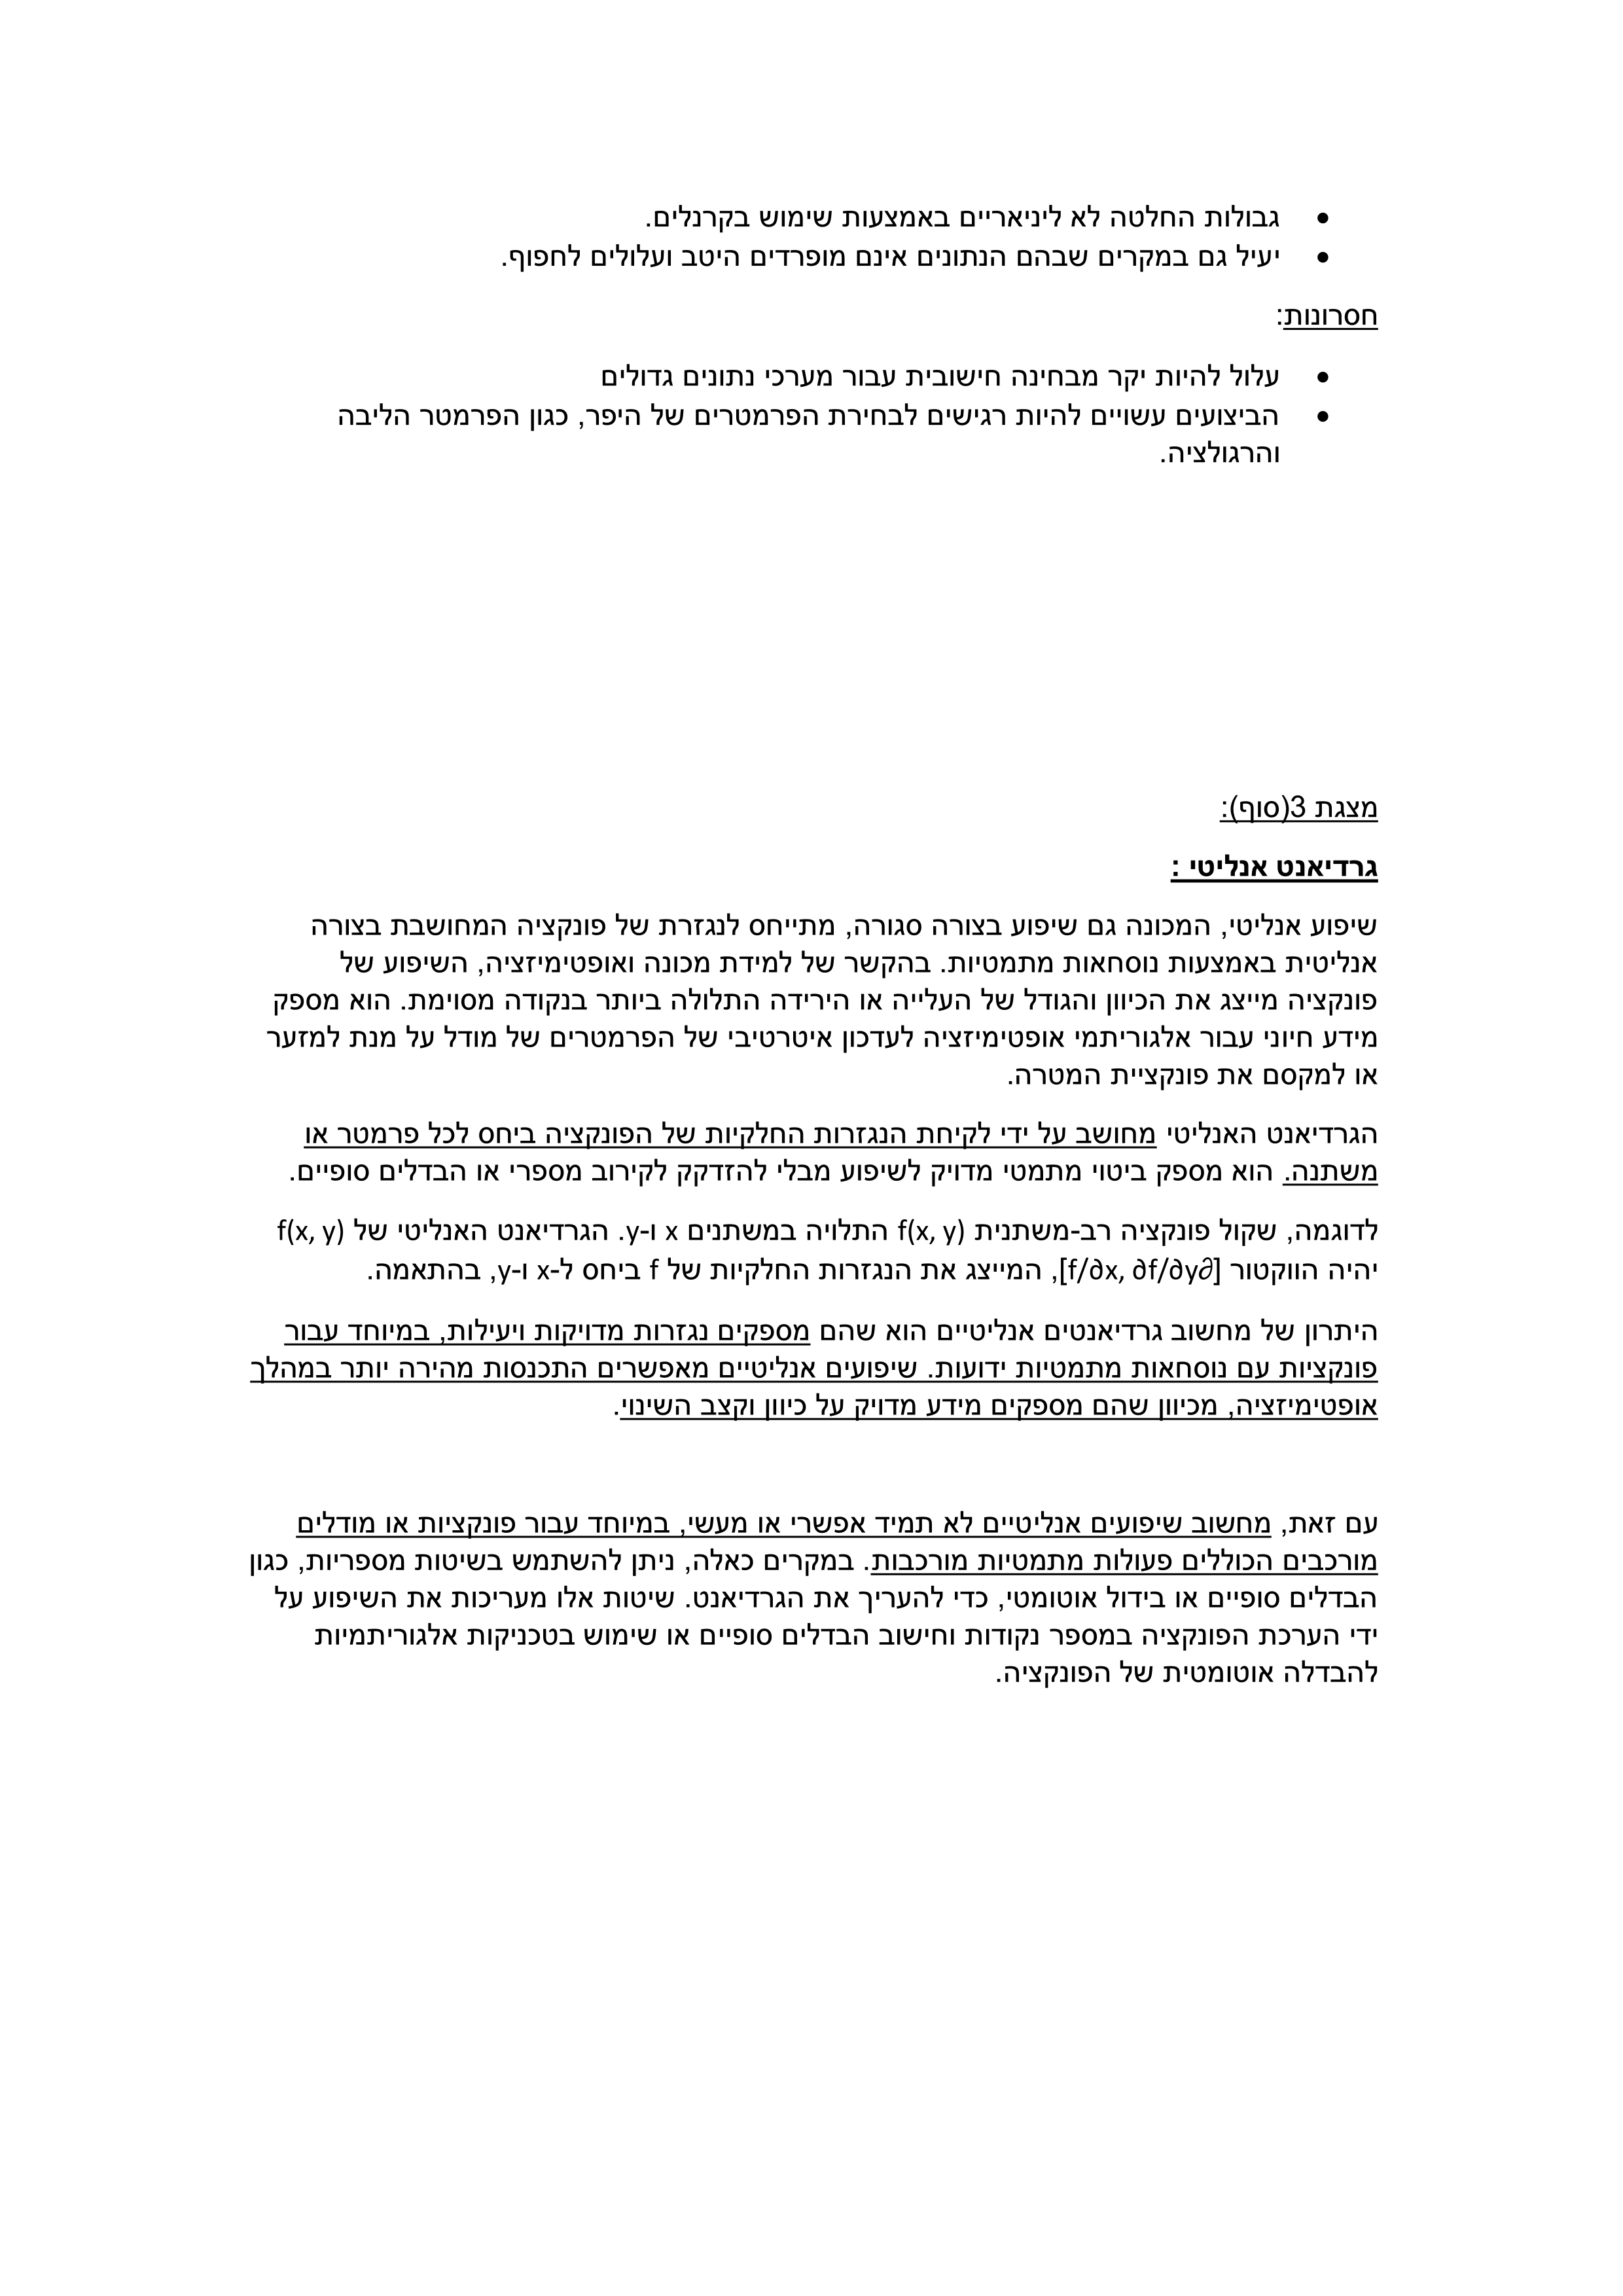 • גבולות החלטה לא ליניאריים באמצעות שימוש בקרנלים.
• יעיל גם במקרים שבהם הנתונים אינם מופרדים היטב ועלולים לחפוף.
חסרונות:
• עלול להיות יקר מבחינה חישובית עבור מערכי נתונים גדולים
• הביצועים עשויים להיות רגישים לבחירת הפרמטרים של היפר, כגון הפרמטר הליבה
והרגולציה.
מצגת 3(סוף):
גרדיאנט אנליטי :
שיפוע אנליטי, המכונה גם שיפוע בצורה סגורה, מתייחס לנגזרת של פונקציה המחושבת בצורה
אנליטית באמצעות נוסחאות מתמטיות. בהקשר של למידת מכונה ואופטימיזציה, השיפוע של
פונקציה מייצג את הכיוון והגודל של העלייה או הירידה התלולה ביותר בנקודה מסוימת. הוא מספק
מידע חיוני עבור אלגוריתמי אופטימיזציה לעדכון איטרטיבי של הפרמטרים של מודל על מנת למזער
או למקסם את פונקציית המטרה.
הגרדיאנט האנליטי מחושב על ידי לקיחת הנגזרות החלקיות של הפונקציה ביחס לכל פרמטר או
משתנה. הוא מספק ביטוי מתמטי מדויק לשיפוע מבלי להזדקק לקירוב מספרי או הבדלים סופיים.
לדוגמה, שקול פונקציה רב-משתנית f(x, y) התלויה במשתנים x ו-y. הגרדיאנט האנליטי של f(x, y)
יהיה הווקטור [∂f/∂x, ∂f/∂y], המייצג את הנגזרות החלקיות של f ביחס ל-x ו-y, בהתאמה.
היתרון של מחשוב גרדיאנטים אנליטיים הוא שהם מספקים נגזרות מדויקות ויעילות, במיוחד עבור
פונקציות עם נוסחאות מתמטיות ידועות. שיפועים אנליטיים מאפשרים התכנסות מהירה יותר במהלך
אופטימיזציה, מכיוון שהם מספקים מידע מדויק על כיוון וקצב השינוי.
עם זאת, מחשוב שיפועים אנליטיים לא תמיד אפשרי או מעשי, במיוחד עבור פונקציות או מודלים
מורכבים הכוללים פעולות מתמטיות מורכבות. במקרים כאלה, ניתן להשתמש בשיטות מספריות, כגון
הבדלים סופיים או בידול אוטומטי, כדי להעריך את הגרדיאנט. שיטות אלו מעריכות את השיפוע על
ידי הערכת הפונקציה במספר נקודות וחישוב הבדלים סופיים או שימוש בטכניקות אלגוריתמיות
להבדלה אוטומטית של הפונקציה.